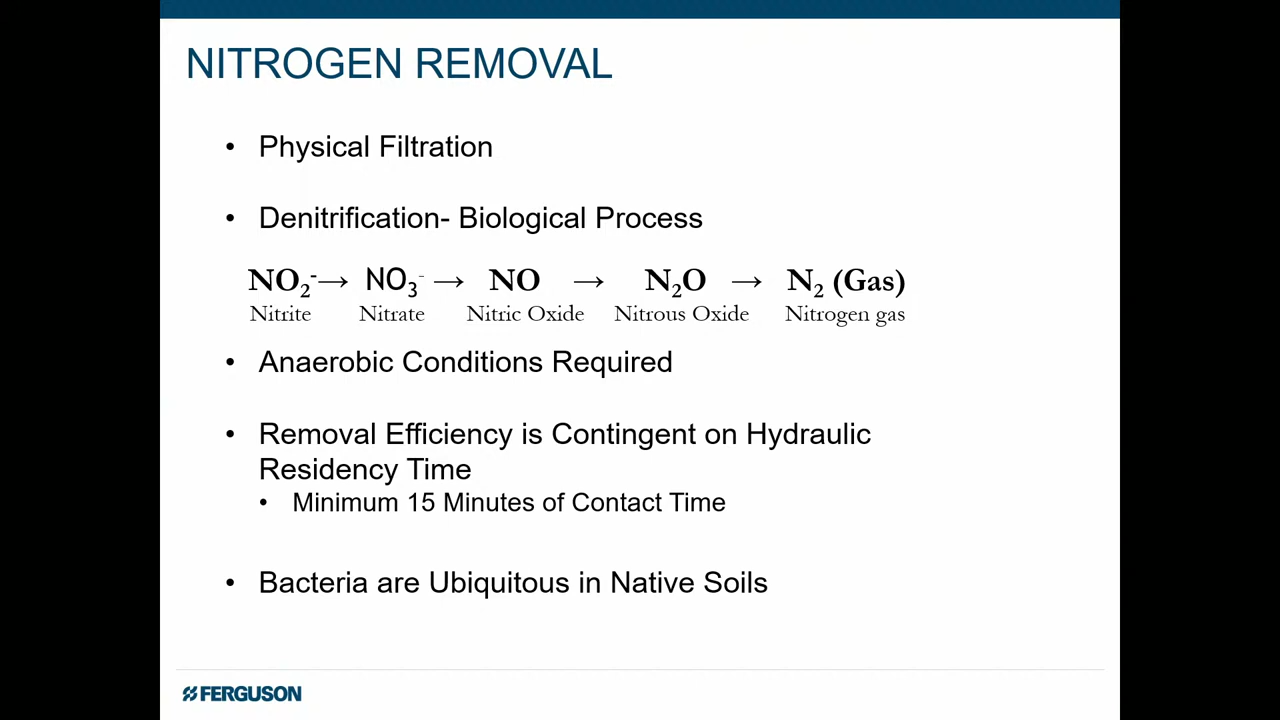 NITROGEN REMOVAL
• Physical Filtration
• Denitrification- Biological Process
NO₂⁻→ NO₃⁻ → NO → N₂O → N₂ (Gas)
Nitrite Nitrate Nitric Oxide Nitrous Oxide Nitrogen gas
• Anaerobic Conditions Required
• Removal Efficiency is Contingent on Hydraulic
Residency Time
• Minimum 15 Minutes of Contact Time
• Bacteria are Ubiquitous in Native Soils
FERGUSON